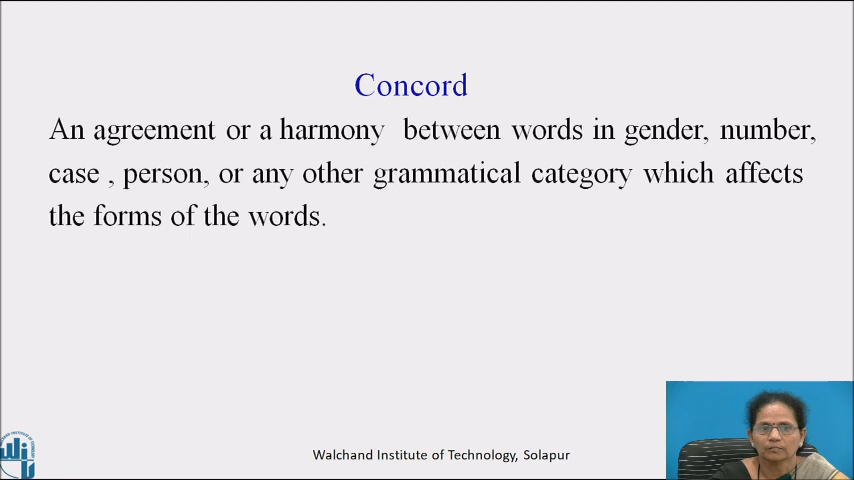 Concord
An agreement or a harmony between words in gender, number,
case , person, or any other grammatical category which affects
the forms of the words.
Walchand Institute of Technology, Solapur